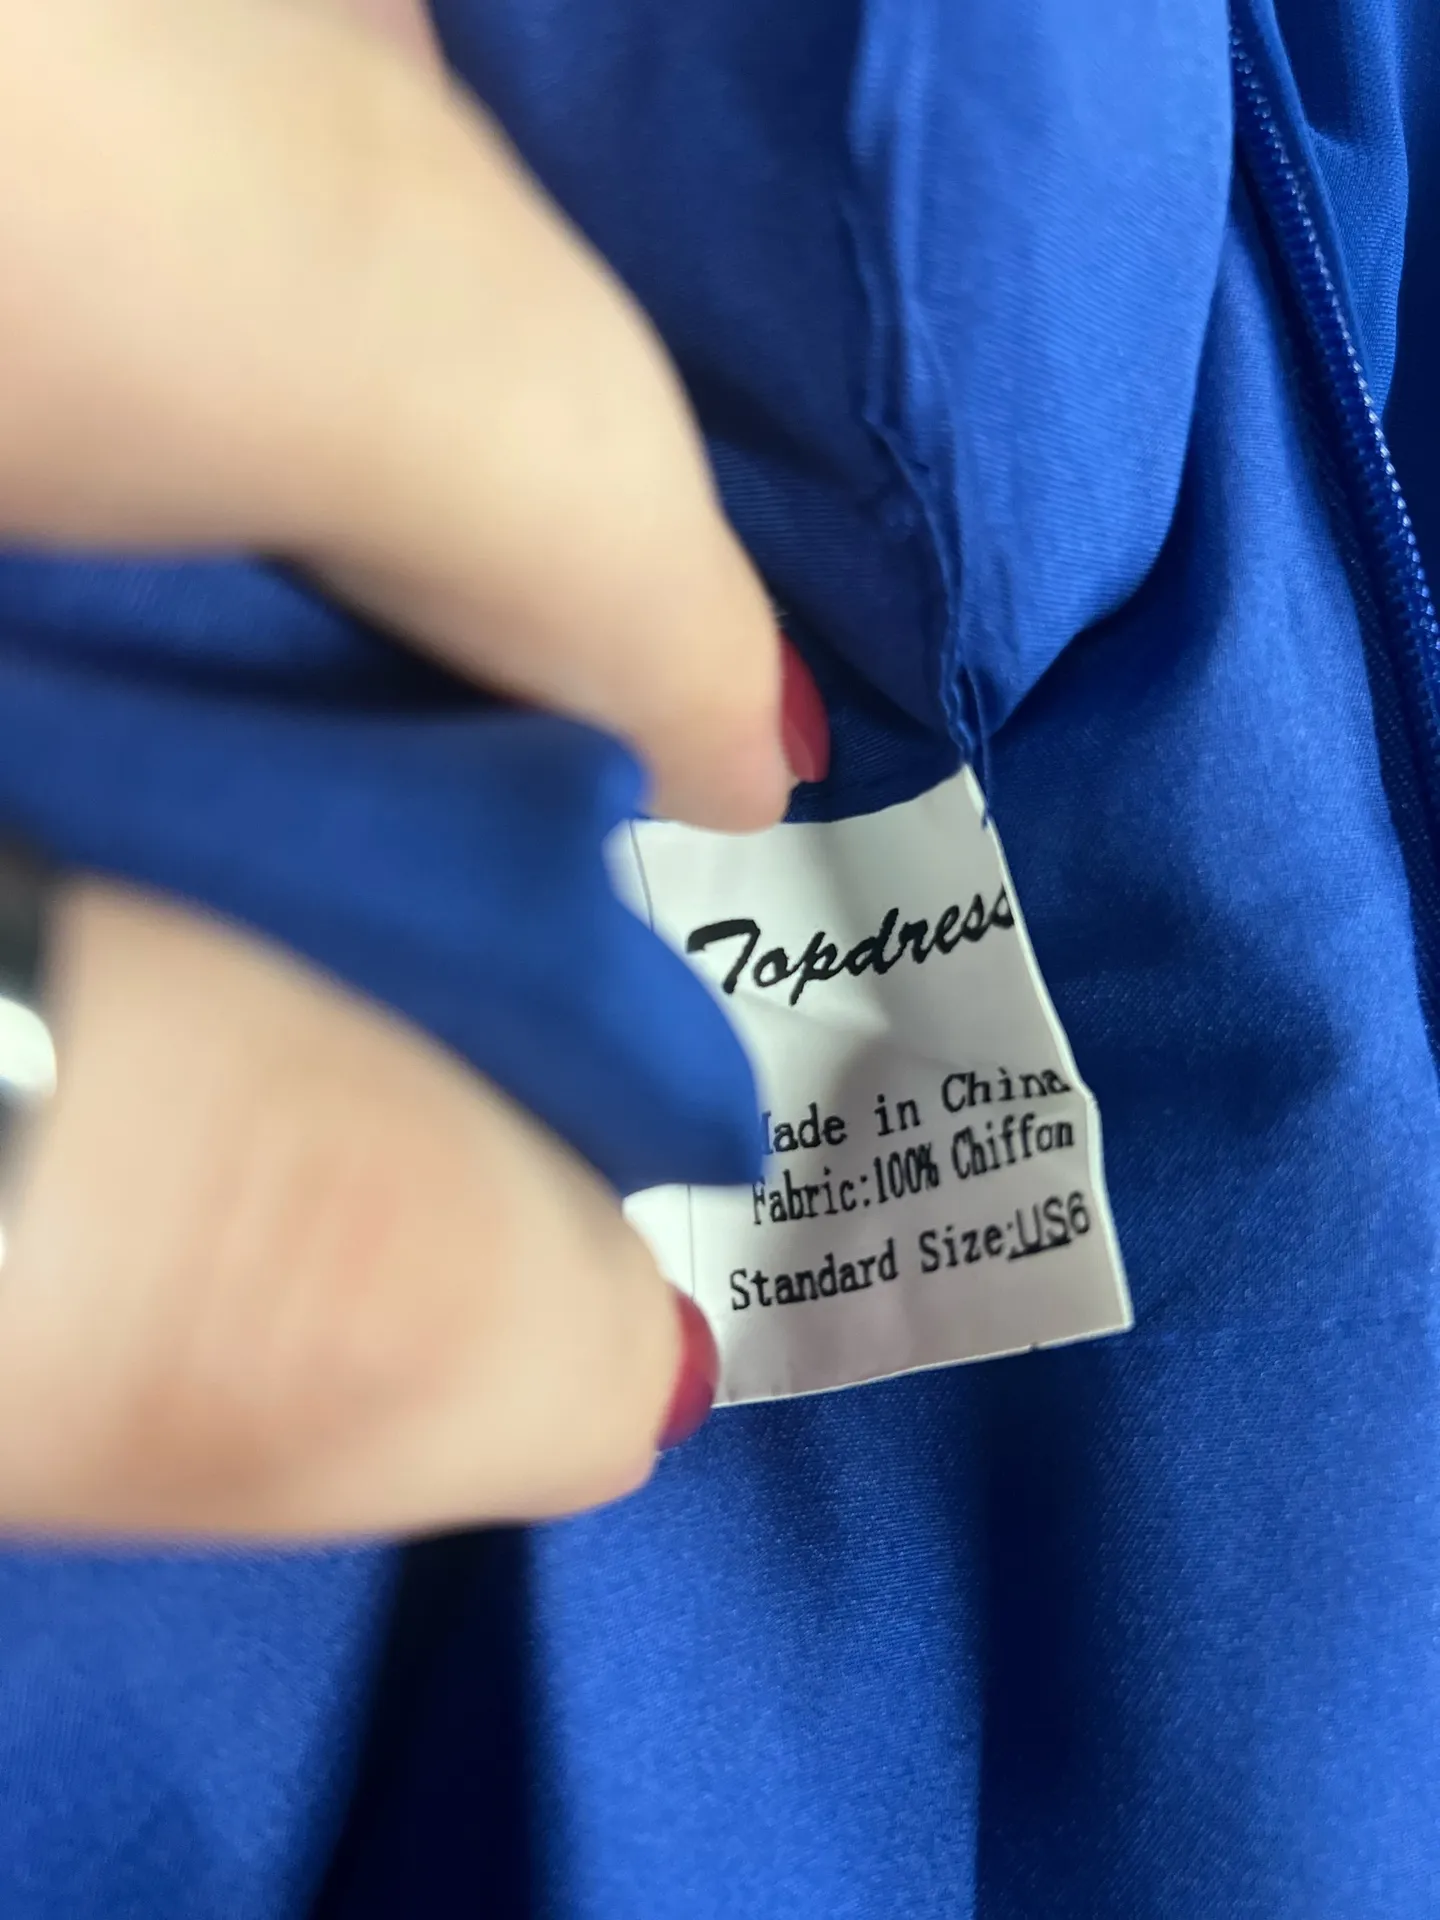 Topdress
Made in China
Fabric:100% Chiffon
Standard Size:US6